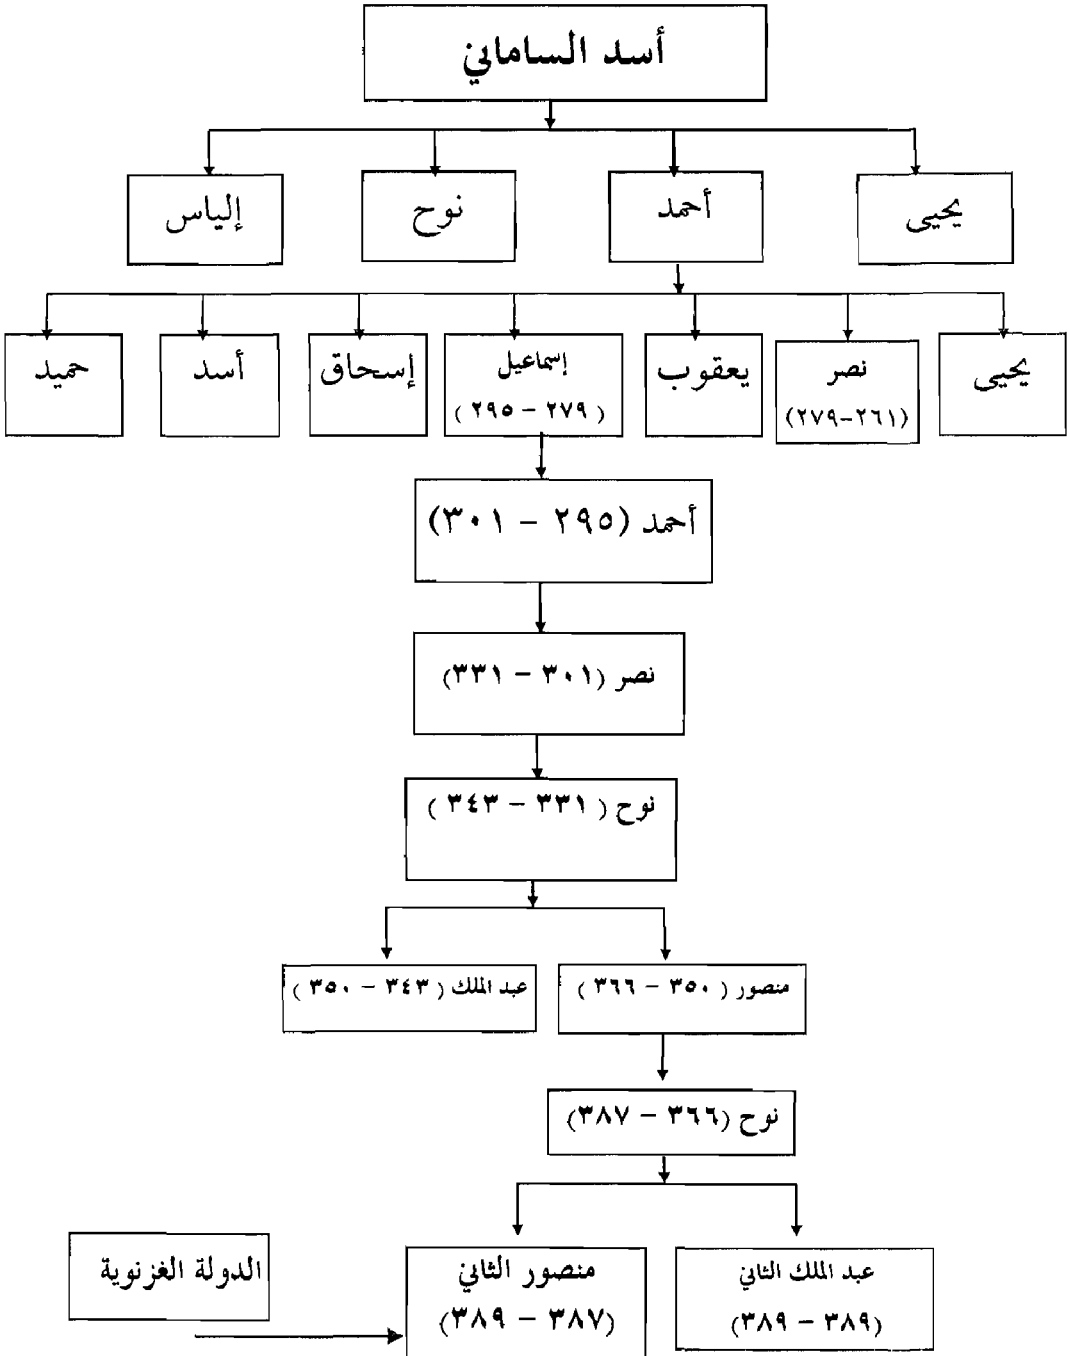 أسد الساماني
يحيى
أحمد
نوح
إلياس
يحيى
نصر
(٢٦١-٢٧٩)
يعقوب
إسماعيل
( ٢٧٩ - ٢٩٥ )
إسحاق
أسد
حميد
أحمد (٢٩٥ - ٣٠١)
نصر (٣٠١ - ٣٣١)
نوح ( ٣٣١ - ٣٤٣ )
منصور ( ٣٥٠ - ٣٦٦ )
عبد الملك ( ٣٤٣ - ٣٥٠ )
نوح (٣٦٦ - ٣٨٧)
عبد الملك الثاني
(٣٨٩ - ٣٨٩)
منصور الثاني
(٣٨٧ - ٣٨٩)
الدولة الغزنوية